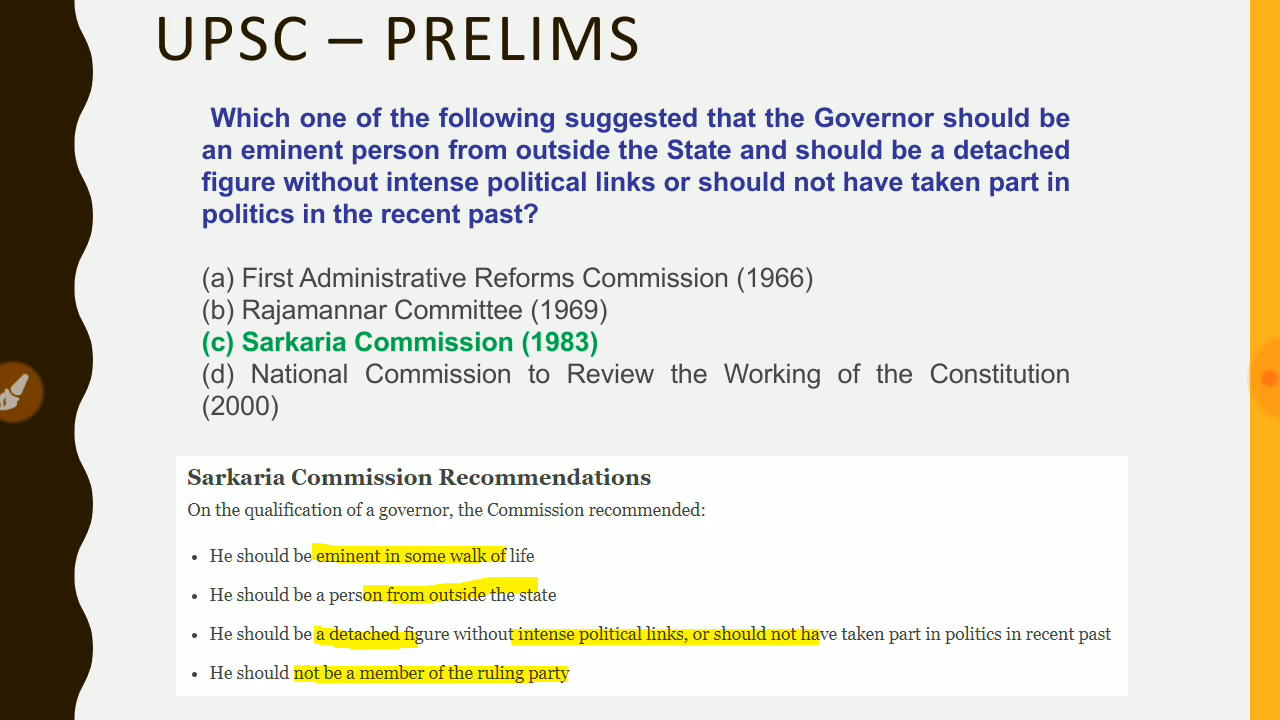 UPSC – PRELIMS
Which one of the following suggested that the Governor should be
an eminent person from outside the State and should be a detached
figure without intense political links or should not have taken part in
politics in the recent past?
(a) First Administrative Reforms Commission (1966)
(b) Rajamannar Committee (1969)
(c) Sarkaria Commission (1983)
(d) National Commission to Review the Working of the Constitution
(2000)
Sarkaria Commission Recommendations
On the qualification of a governor, the Commission recommended:
• He should be eminent in some walk of life
• He should be a person from outside the state
• He should be a detached figure without intense political links, or should not have taken part in politics in recent past
• He should not be a member of the ruling party